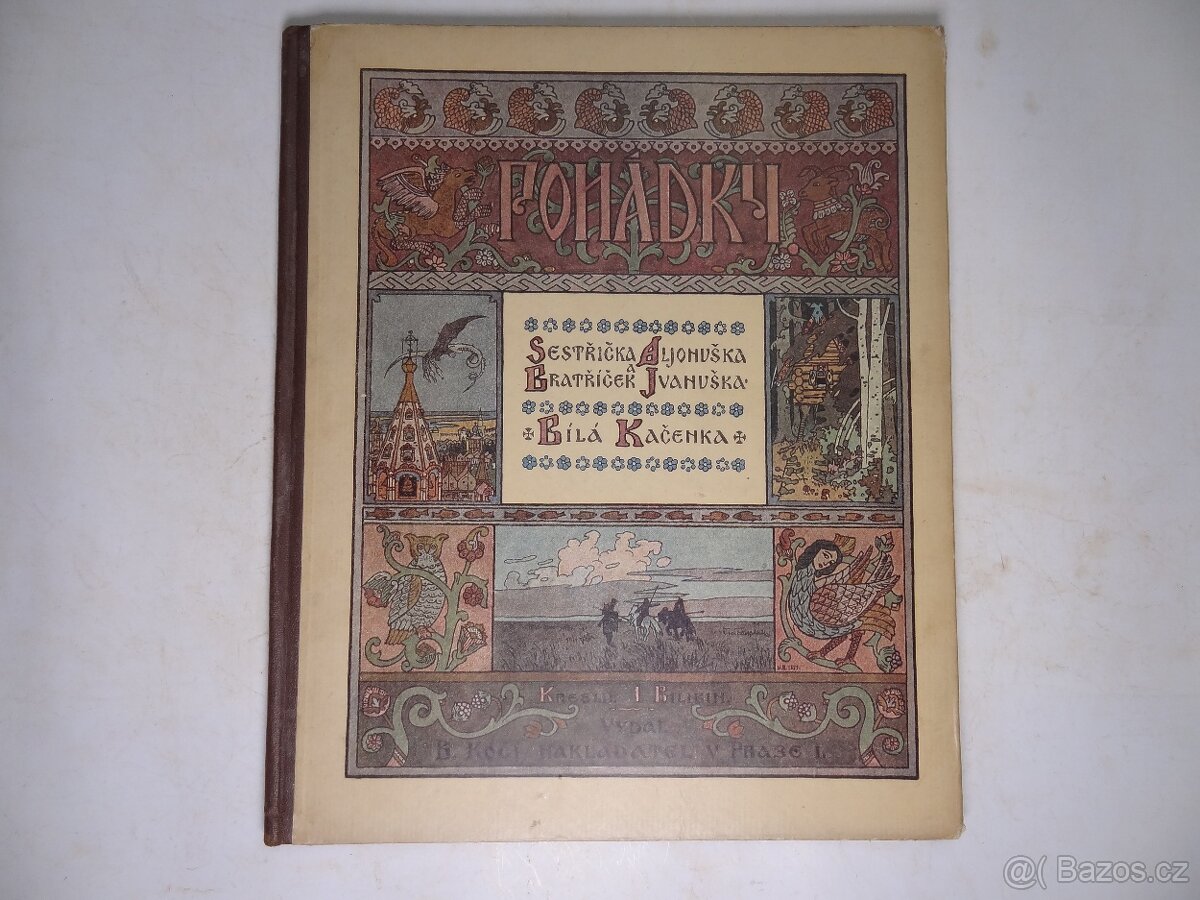 POHÁDKY
SESTŘIČKA ALJONUŠKA
A
BRATŘÍČEK IVANUŠKA.
BÍLÁ KAČENKA
KRESLIL I. BILIBIN.
VYDAL
B. KOČÍ, NAKLADATEL V PRAZE I.
@( Bazos.cz